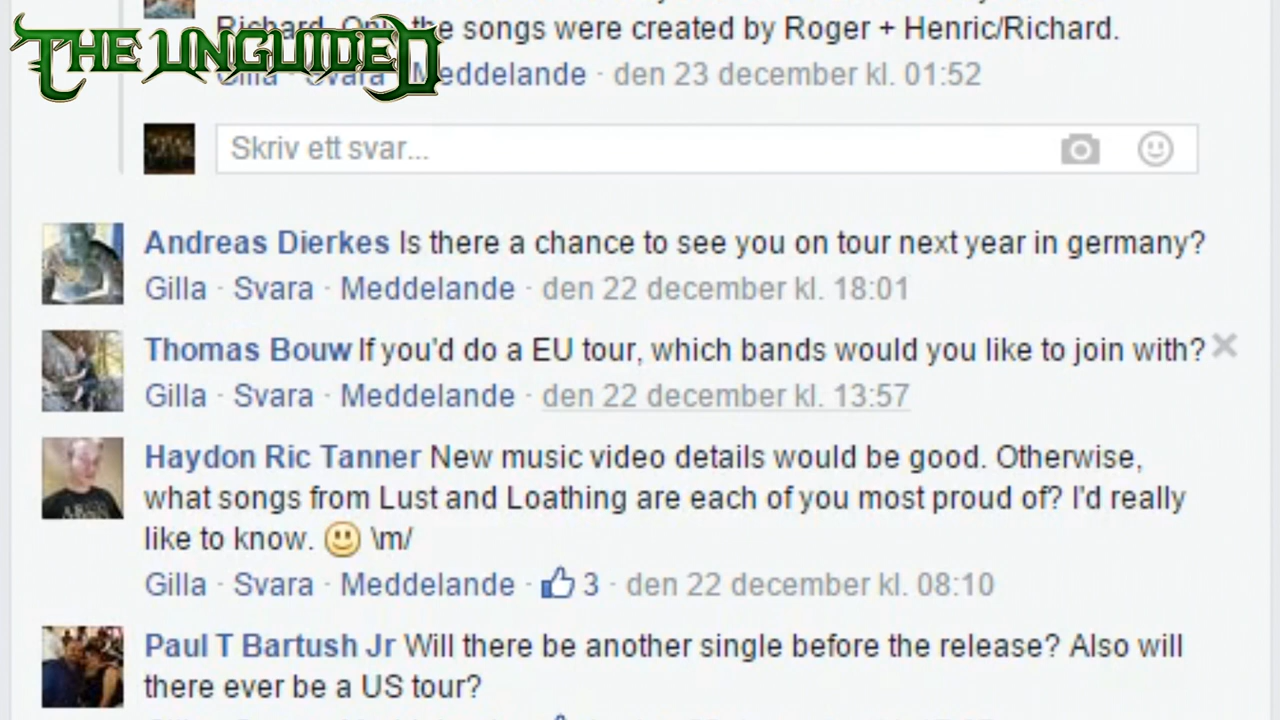 THE UNGUIDED
Richard. Only the songs were created by Roger + Henric/Richard.
Gilla · Svara · Meddelande · den 23 december kl. 01:52
Skriv ett svar...
Andreas Dierkes Is there a chance to see you on tour next year in germany?
Gilla · Svara · Meddelande · den 22 december kl. 18:01
Thomas Bouw If you'd do a EU tour, which bands would you like to join with?
Gilla · Svara · Meddelande · den 22 december kl. 13:57
Haydon Ric Tanner New music video details would be good. Otherwise,
what songs from Lust and Loathing are each of you most proud of? I'd really
like to know. 🙂 \m/
Gilla · Svara · Meddelande · 3 · den 22 december kl. 08:10
Paul T Bartush Jr Will there be another single before the release? Also will
there ever be a US tour?